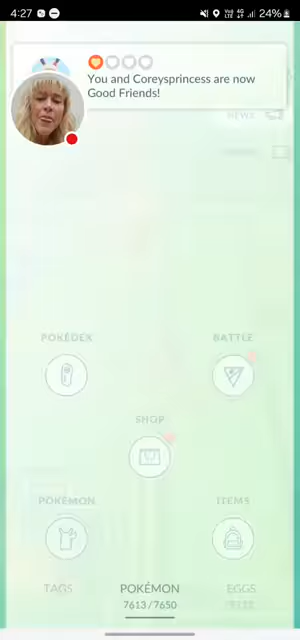 4:27
24%
You and Coreysprincess are now
Good Friends!
NEWS
POKÉDEX
BATTLE
SHOP
POKÉMON
ITEMS
TAGS
POKÉMON
EGGS
7613/7650